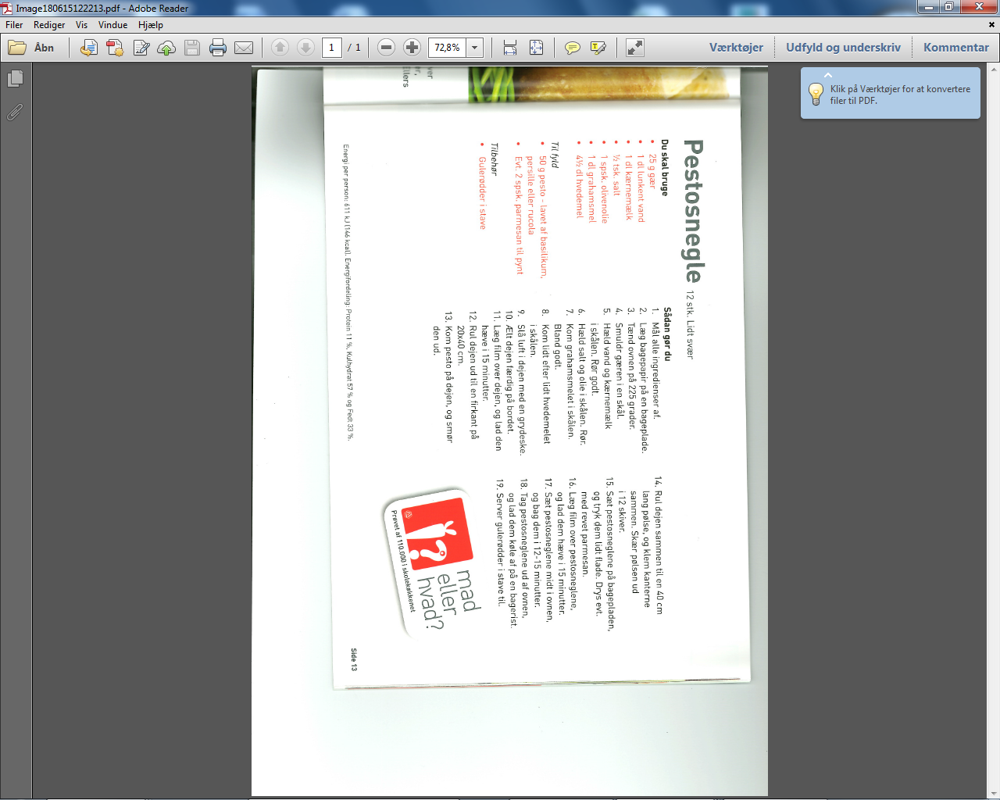 Image180615122213.pdf - Adobe Reader
Filer Rediger Vis Vindue Hjælp
Åbn
1 / 1
72,8%
Værktøjer
Udfyld og underskriv
Kommentar
Klik på Værktøjer for at konvertere
filer til PDF.
Pestosnegle 12 stk. Lidt svær
Du skal bruge
• 25 g gær
• 1 dl lunkent vand
• 1 dl kærnemælk
• ½ tsk. salt
• 1 spsk. olivenolie
• 1 dl grahamsmel
• 4½ dl hvedemel
Til fyld
• 50 g pesto - lavet af basilikum,
persille eller rucola
• Evt. 2 spsk. parmesan til pynt
Tilbehør
• Gulerødder i stave
Sådan gør du
1. Mål alle ingredienser af.
2. Læg bagepapir på en bageplade.
3. Tænd ovnen på 225 grader.
4. Smuldr gæren i en skål.
5. Hæld vand og kærnemælk
i skålen. Rør godt.
6. Hæld salt og olie i skålen. Rør.
7. Kom grahamsmelet i skålen.
Bland godt.
8. Kom lidt efter lidt hvedemelet
i skålen.
9. Slå luft i dejen med en grydeske.
10. Ælt dejen færdig på bordet.
11. Læg film over dejen, og lad den
hæve i 15 minutter.
12. Rul dejen ud til en firkant på
20x40 cm.
13. Kom pesto på dejen, og smør
den ud.
14. Rul dejen sammen til en 40 cm
lang pølse, og klem kanterne
sammen. Skær pølsen ud
i 12 skiver.
15. Sæt pestosneglene på bagepladen,
og tryk dem lidt flade. Drys evt.
med revet parmesan.
16. Læg film over pestosneglene,
og lad dem hæve i 15 minutter.
17. Sæt pestosneglene midt i ovnen,
og bag dem i 12-15 minutter.
18. Tag pestosneglene ud af ovnen,
og lad dem køle af på en bagerist.
19. Server gulerødder i stave til.
mad
eller
hvad?
Prøvet af 110.000 i skolekøkkenet
Energi per person: 611 kJ (146 kcal). Energifordeling: Protein 11 %, Kulhydrat 57 % og Fedt 33 %.
Side 13